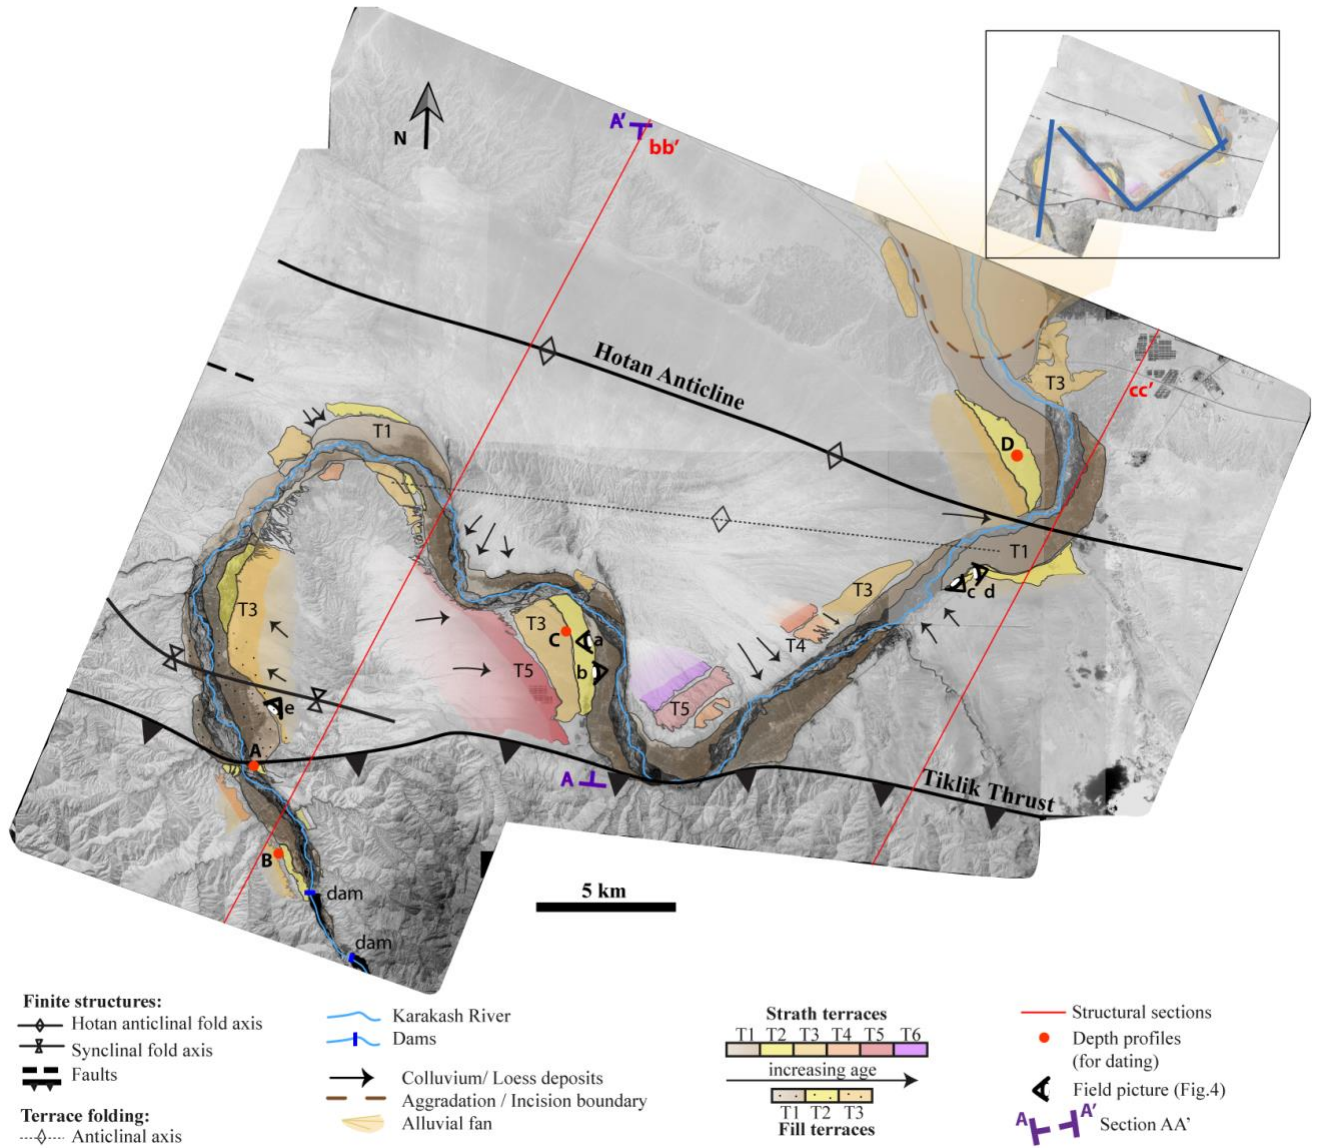 A'
bb'
N
Hotan Anticline
T3
cc'
D
T1
T1
c d
T3
T3
T3
C
a
b
T4
T5
T5
e
A
A
Tiklik Thrust
B
dam
5 km
dam
Finite structures:
Hotan anticlinal fold axis
Synclinal fold axis
Faults
Terrace folding:
Anticlinal axis
Karakash River
Dams
Colluvium/ Loess deposits
Aggradation / Incision boundary
Alluvial fan
Strath terraces
T1 T2 T3 T4 T5 T6
increasing age
T1 T2 T3
Fill terraces
Structural sections
Depth profiles
(for dating)
Field picture (Fig.4)
A A' Section AA'